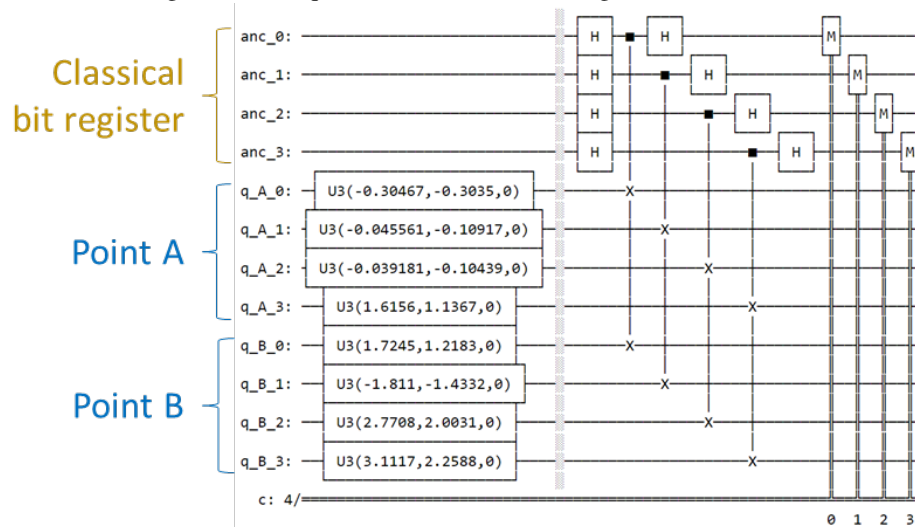 Classical
bit register
Point A
Point B
anc_0: H H M
anc_1: H H M
anc_2: H H M
anc_3: H H M
q_A_0: U3(-0.30467,-0.3035,0) X
q_A_1: U3(-0.045561,-0.10917,0) X
q_A_2: U3(-0.039181,-0.10439,0) X
q_A_3: U3(1.6156,1.1367,0) X
q_B_0: U3(1.7245,1.2183,0) X
q_B_1: U3(-1.811,-1.4332,0) X
q_B_2: U3(2.7708,2.0031,0) X
q_B_3: U3(3.1117,2.2588,0) X
c: 4/
0 1 2 3